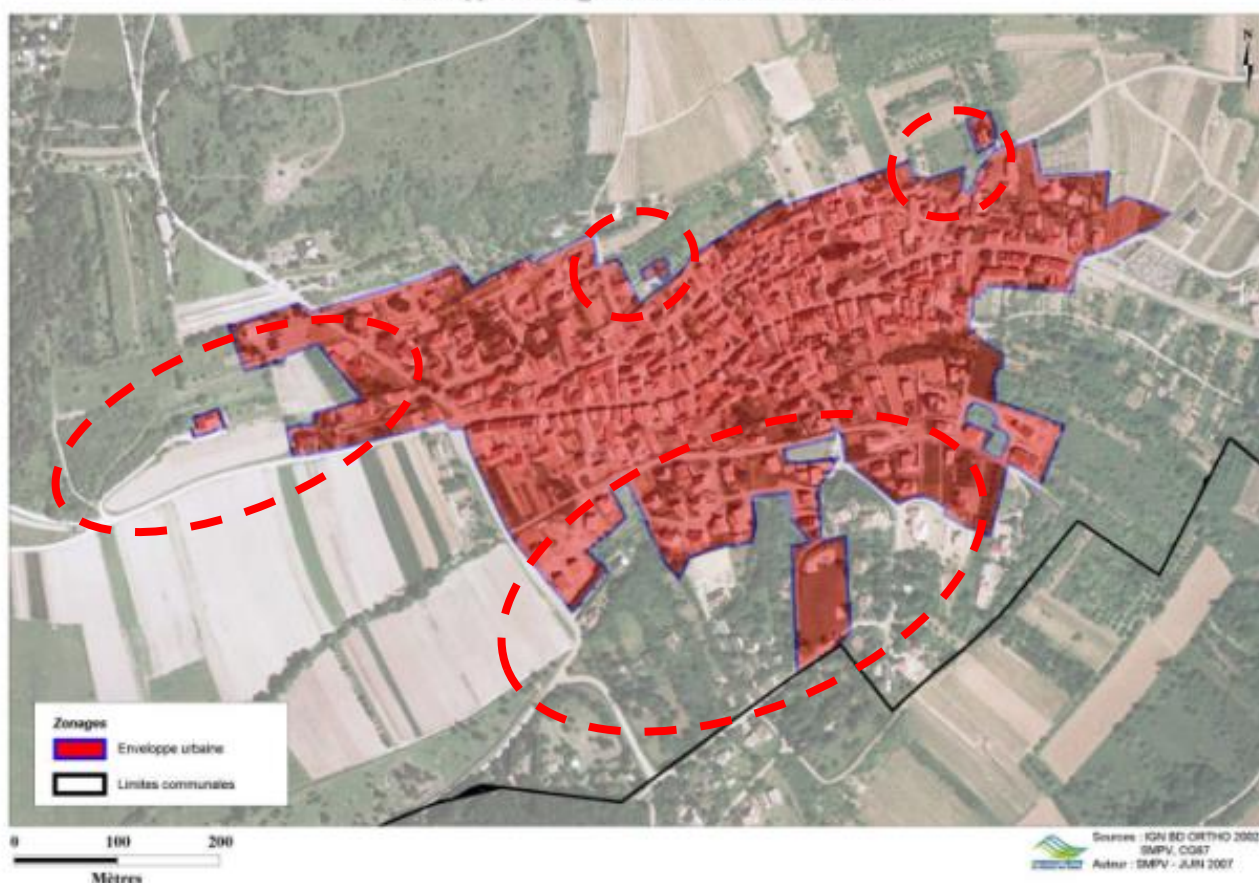 N
Zonages
Enveloppe urbaine
Limites communales
0 100 200
Mètres
Sources : IGN BD ORTHO 2002
SMPV, CG67
Auteur : SMPV - JUIN 2007